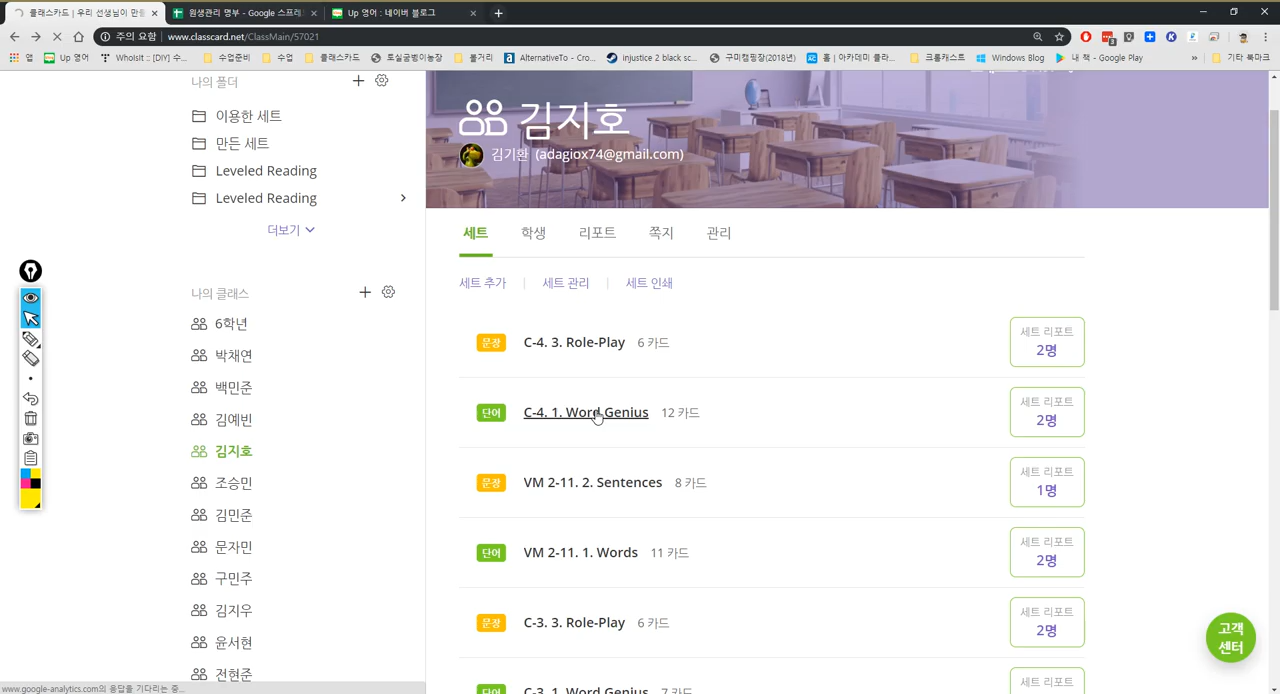 클래스카드 | 우리 선생님이 만든
원생관리 명부 - Google 스프레
Up 영어 : 네이버 블로그
주의 요함 | www.classcard.net/ClassMain/57021
앱
Up 영어
WhoIsIt :: [DIY] 수...
수업준비
수업
클래스카드
토실굼벵이농장
볼거리
AlternativeTo - Cro...
Injustice 2 black sc...
구미캠핑장(2018년)
홈 | 아카데미 클라...
크롬캐스트
Windows Blog
내 책 - Google Play
»
기타 북마크
나의 폴더
이용한 세트
만든 세트
Leveled Reading
Leveled Reading
더보기
나의 클래스
6학년
박채연
백민준
김예빈
김지호
조승민
김민준
문자민
구민주
김지우
윤서현
전현준
www.google-analytics.com의 응답을 기다리는 중...
김지호
김기환 (adagiox74@gmail.com)
세트
학생
리포트
쪽지
관리
세트 추가 | 세트 관리 | 세트 인쇄
문장 C-4. 3. Role-Play 6 카드
세트 리포트
2명
단어 C-4. 1. Word Genius 12 카드
세트 리포트
2명
문장 VM 2-11. 2. Sentences 8 카드
세트 리포트
1명
단어 VM 2-11. 1. Words 11 카드
세트 리포트
2명
문장 C-3. 3. Role-Play 6 카드
세트 리포트
2명
단어 C-3. 1. Word Genius 7 카드
세트 리포트
고객
센터